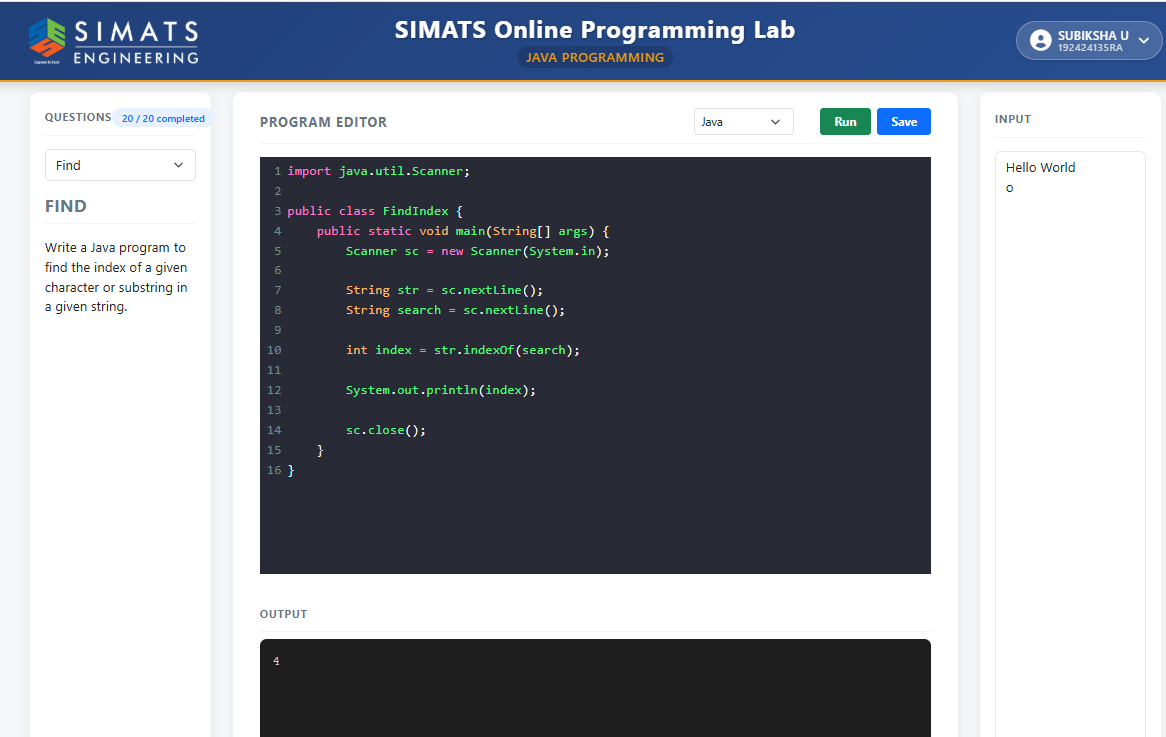 SIMATS
ENGINEERING
SIMATS Online Programming Lab
JAVA PROGRAMMING
SUBIKSHA U
192424135RA
QUESTIONS 20 / 20 completed
Find
FIND
Write a Java program to
find the index of a given
character or substring in
a given string.
PROGRAM EDITOR
Java
Run
Save
1 import java.util.Scanner;
2
3 public class FindIndex {
4     public static void main(String[] args) {
5         Scanner sc = new Scanner(System.in);
6
7         String str = sc.nextLine();
8         String search = sc.nextLine();
9
10         int index = str.indexOf(search);
11
12         System.out.println(index);
13
14         sc.close();
15     }
16 }
OUTPUT
4
INPUT
Hello World
o